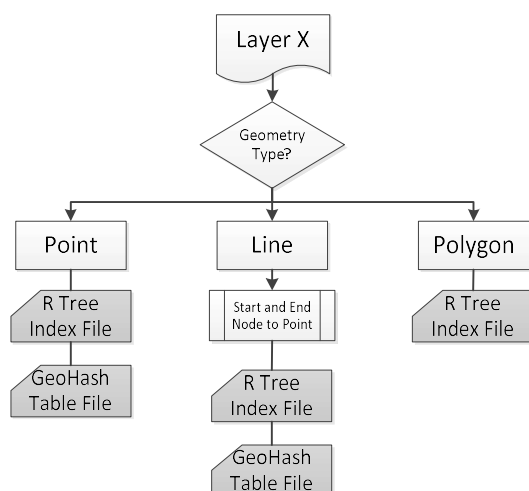 Layer X
Geometry
Type?
Point
Line
Polygon
R Tree
Index File
Start and End
Node to Point
R Tree
Index File
GeoHash
Table File
R Tree
Index File
GeoHash
Table File